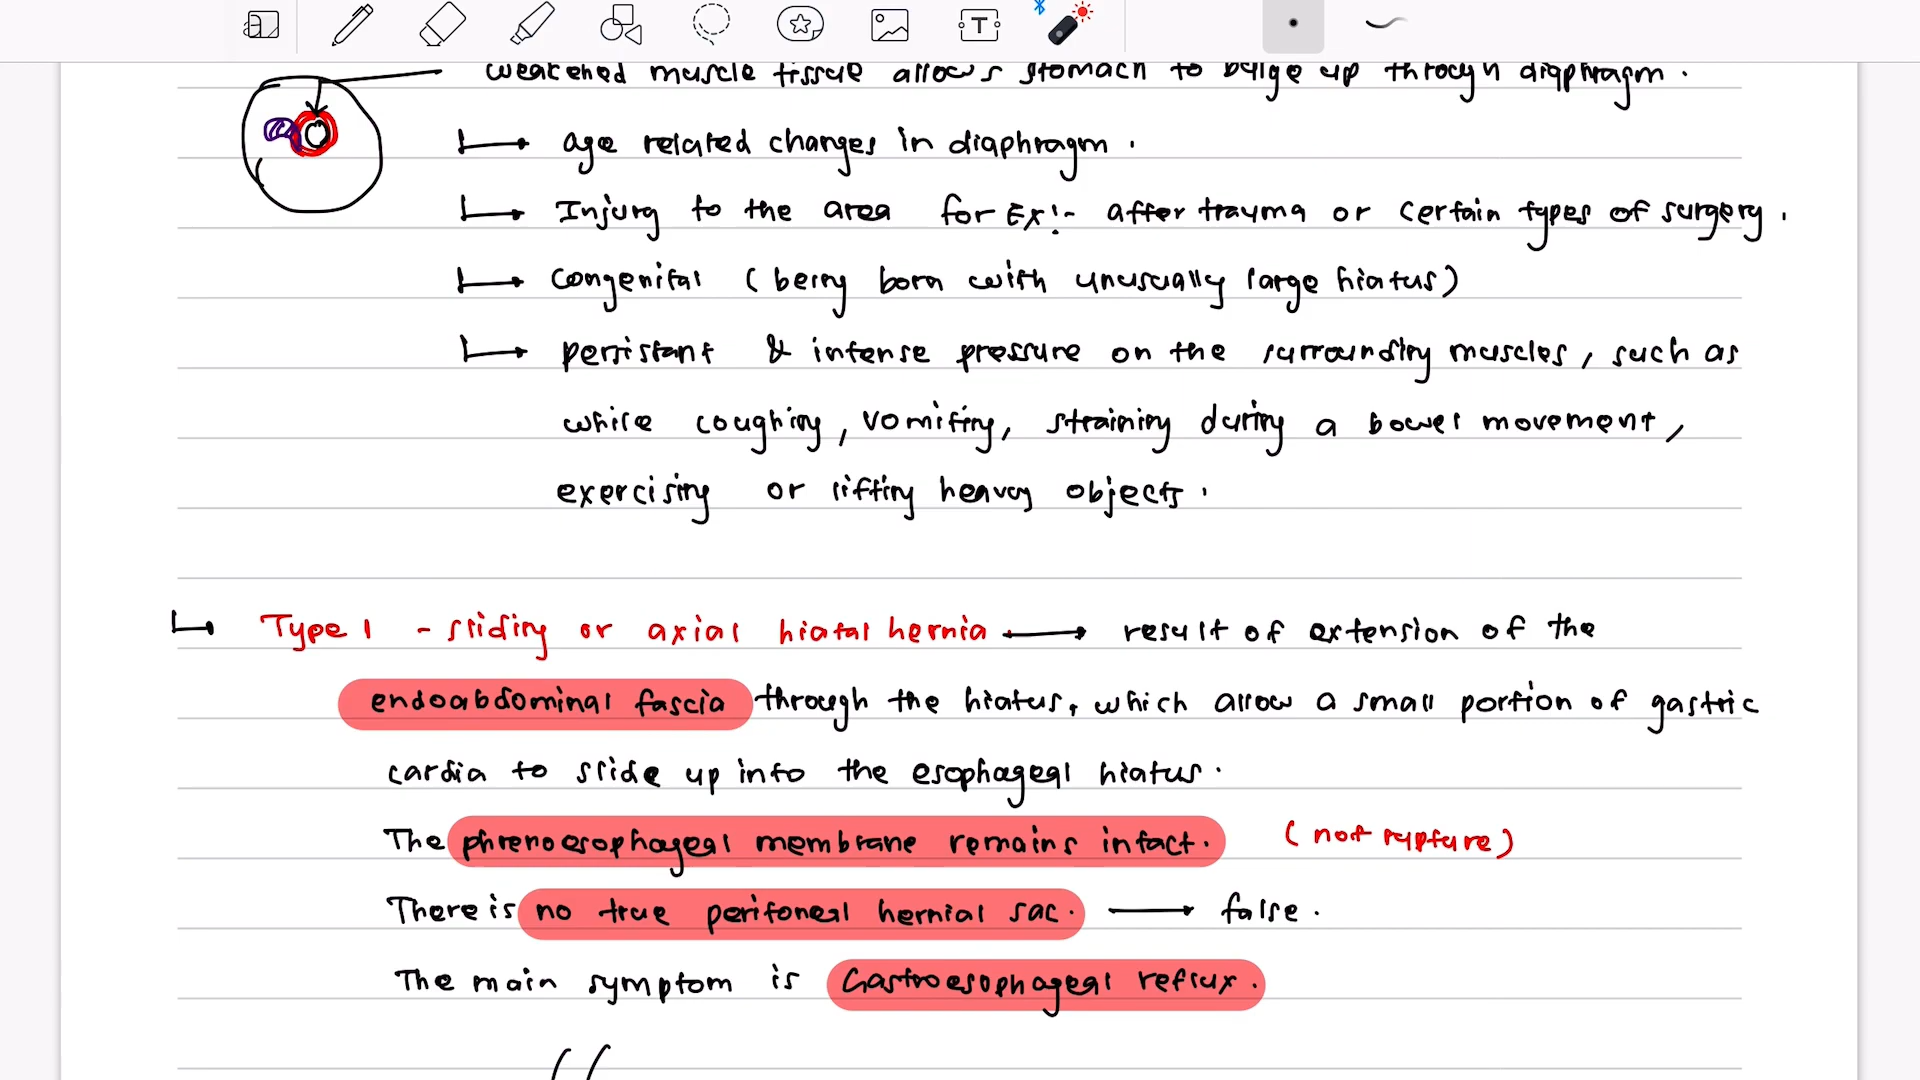 weakened muscle tissue allows stomach to bulge up through diaphragm.
age related changes in diaphragm.
Injury to the area for Ex:- after trauma or certain types of surgery.
congenital (being born with unusually large hiatus)
persistant & intense pressure on the surrounding muscles, such as
while coughing, vomiting, straining during a bowel movement,
exercising or lifting heavy objects.
Type 1 - sliding or axial hiatal hernia → result of extension of the
endoabdominal fascia through the hiatus, which allow a small portion of gastric
cardia to slide up into the esophageal hiatus.
The phrenoesophageal membrane remains intact. (not rupture)
There is no true peritoneal hernial sac. → false.
The main symptom is Gastroesophageal reflux.